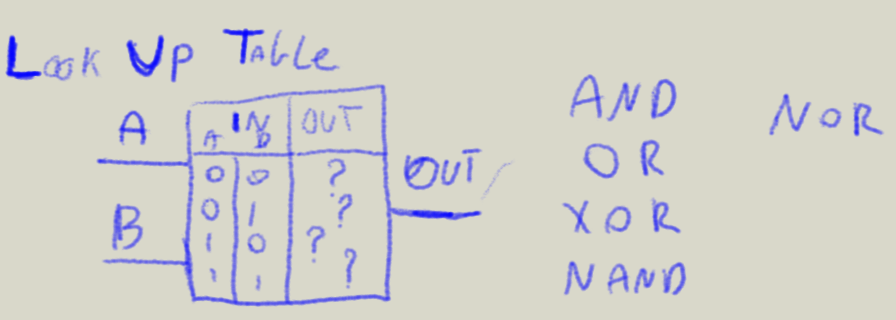 Look Up Table
A
B
IN OUT
A B
0 0 ?
0 1 ?
1 0 ?
1 1 ?
OUT
AND
OR
XOR
NAND
NOR